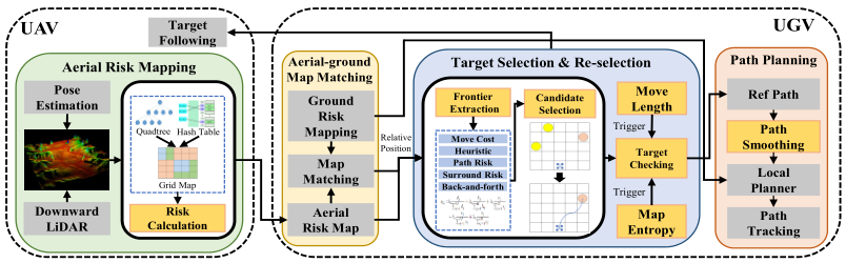 UAV
Target
Following
UGV
Aerial Risk Mapping
Pose
Estimation
Downward
LiDAR
Quadtree
Hash Table
Grid Map
Risk
Calculation
Aerial-ground
Map Matching
Ground
Risk
Mapping
Map
Matching
Aerial
Risk Map
Relative
Position
Target Selection & Re-selection
Frontier
Extraction
Move Cost
Heuristic
Path Risk
Surround Risk
Back-and-forth
Candidate
Selection
Move
Length
Trigger
Target
Checking
Trigger
Map
Entropy
Path Planning
Ref Path
Path
Smoothing
Local
Planner
Path
Tracking